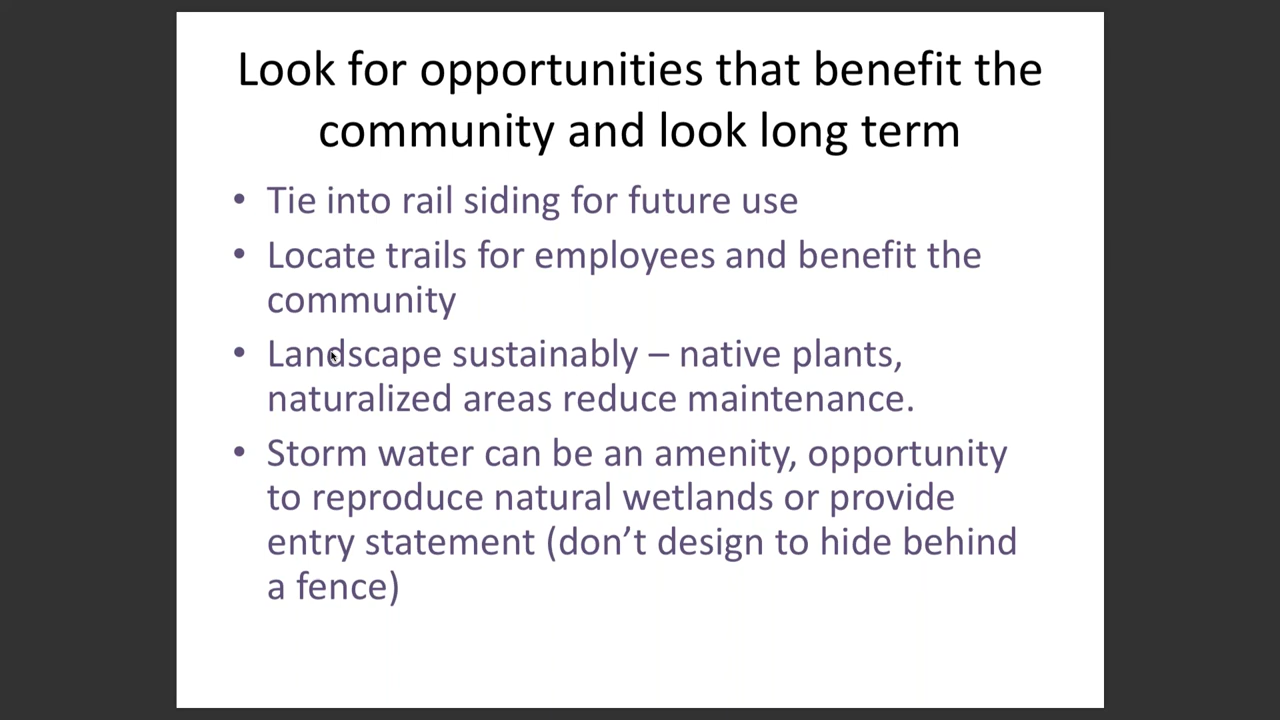 Look for opportunities that benefit the
community and look long term
• Tie into rail siding for future use
• Locate trails for employees and benefit the
community
• Landscape sustainably – native plants,
naturalized areas reduce maintenance.
• Storm water can be an amenity, opportunity
to reproduce natural wetlands or provide
entry statement (don’t design to hide behind
a fence)